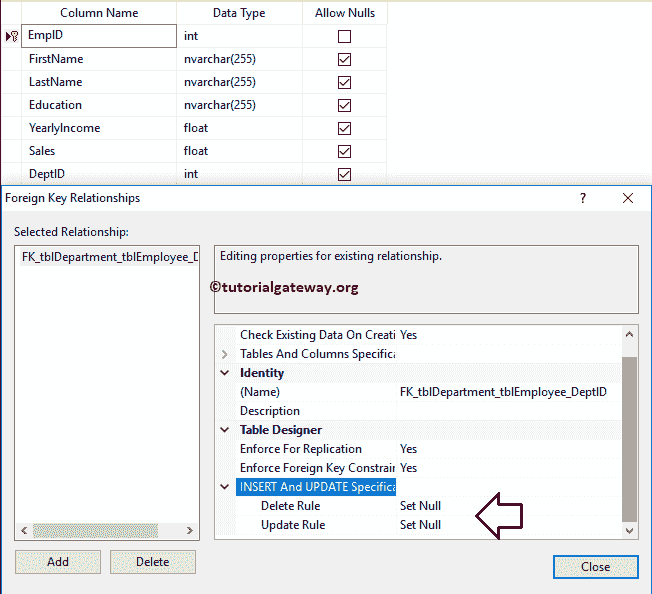 Column Name Data Type Allow Nulls
EmpID int
FirstName nvarchar(255)
LastName nvarchar(255)
Education nvarchar(255)
YearlyIncome float
Sales float
DeptID int
Foreign Key Relationships ?
Selected Relationship:
FK_tblDepartment_tblEmployee_D
Editing properties for existing relationship.
©tutorialgateway.org
Check Existing Data On Creati Yes
Tables And Columns Specifica
Identity
(Name) FK_tblDepartment_tblEmployee_DeptID
Description
Table Designer
Enforce For Replication Yes
Enforce Foreign Key Constrain Yes
INSERT And UPDATE Specifica
Delete Rule Set Null
Update Rule Set Null
Add Delete
Close